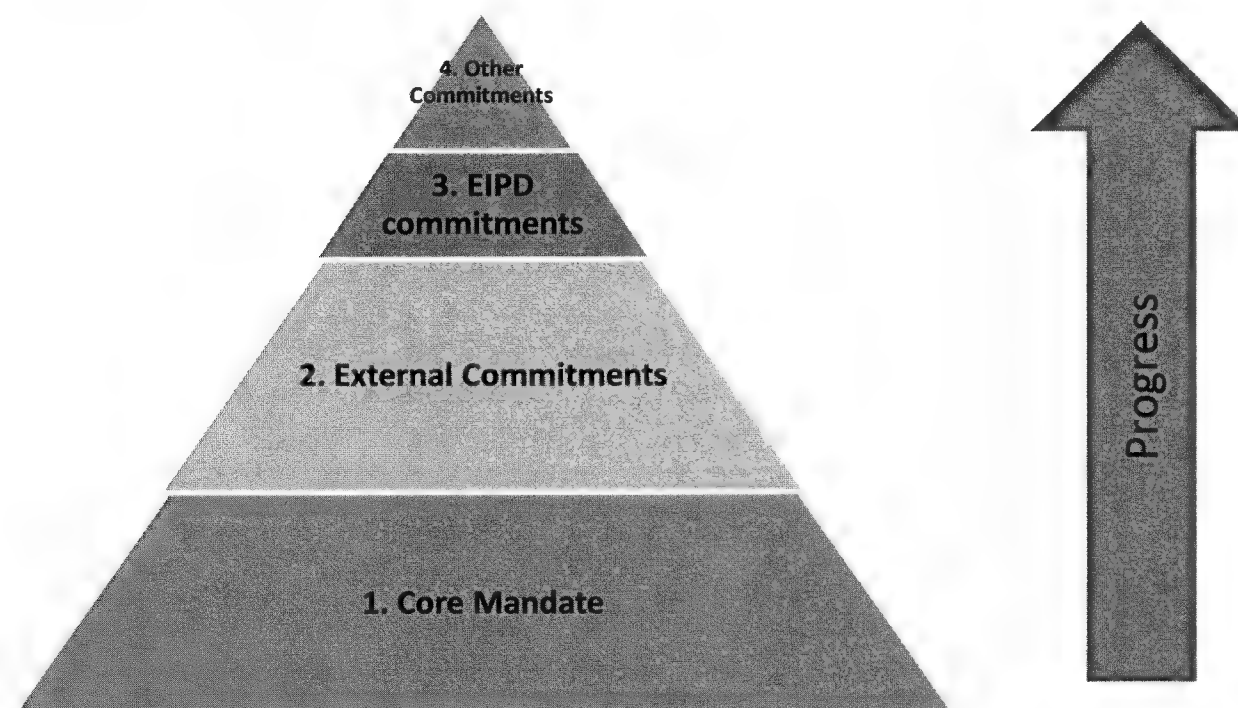 4. Other
Commitments
3. EIPD
commitments
2. External Commitments
1. Core Mandate
Progress